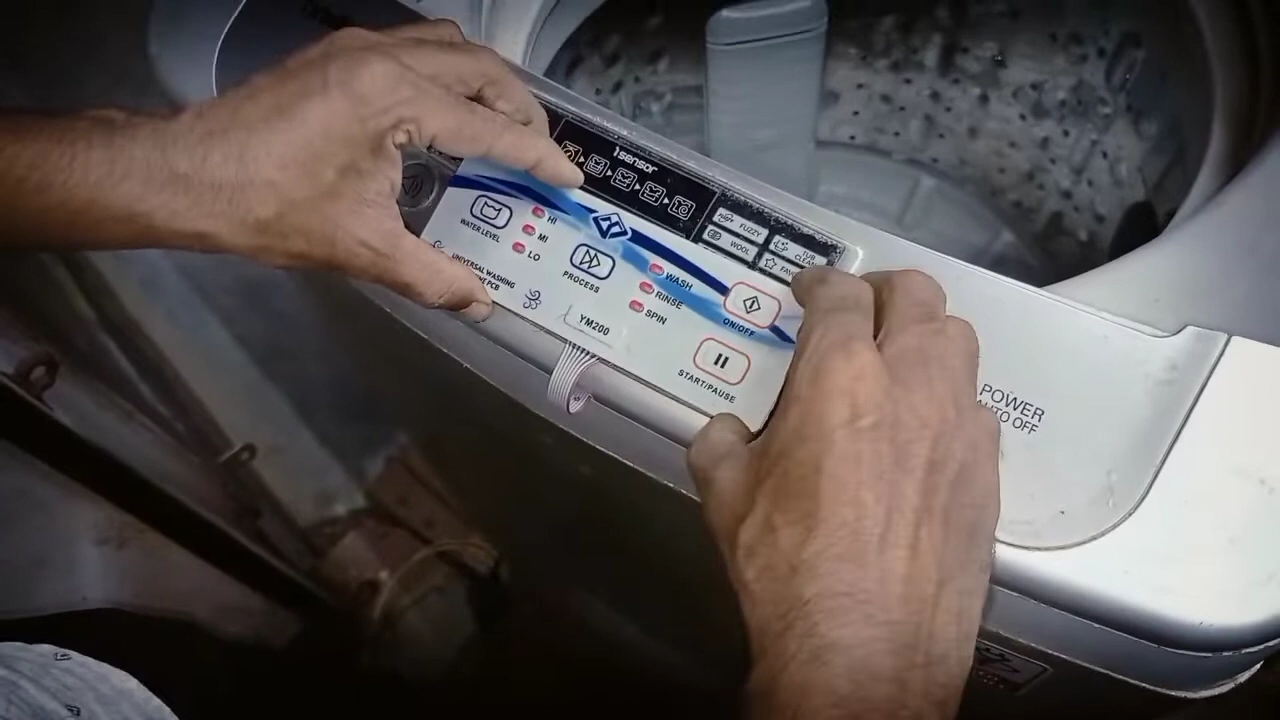 i sensor
FUZZY
WOOL
TUB
CLEAN
WATER LEVEL
HI
MI
LO
PROCESS
WASH
RINSE
SPIN
ON/OFF
UNIVERSAL WASHING
PCB
YM200
START/PAUSE
POWER
AUTO OFF